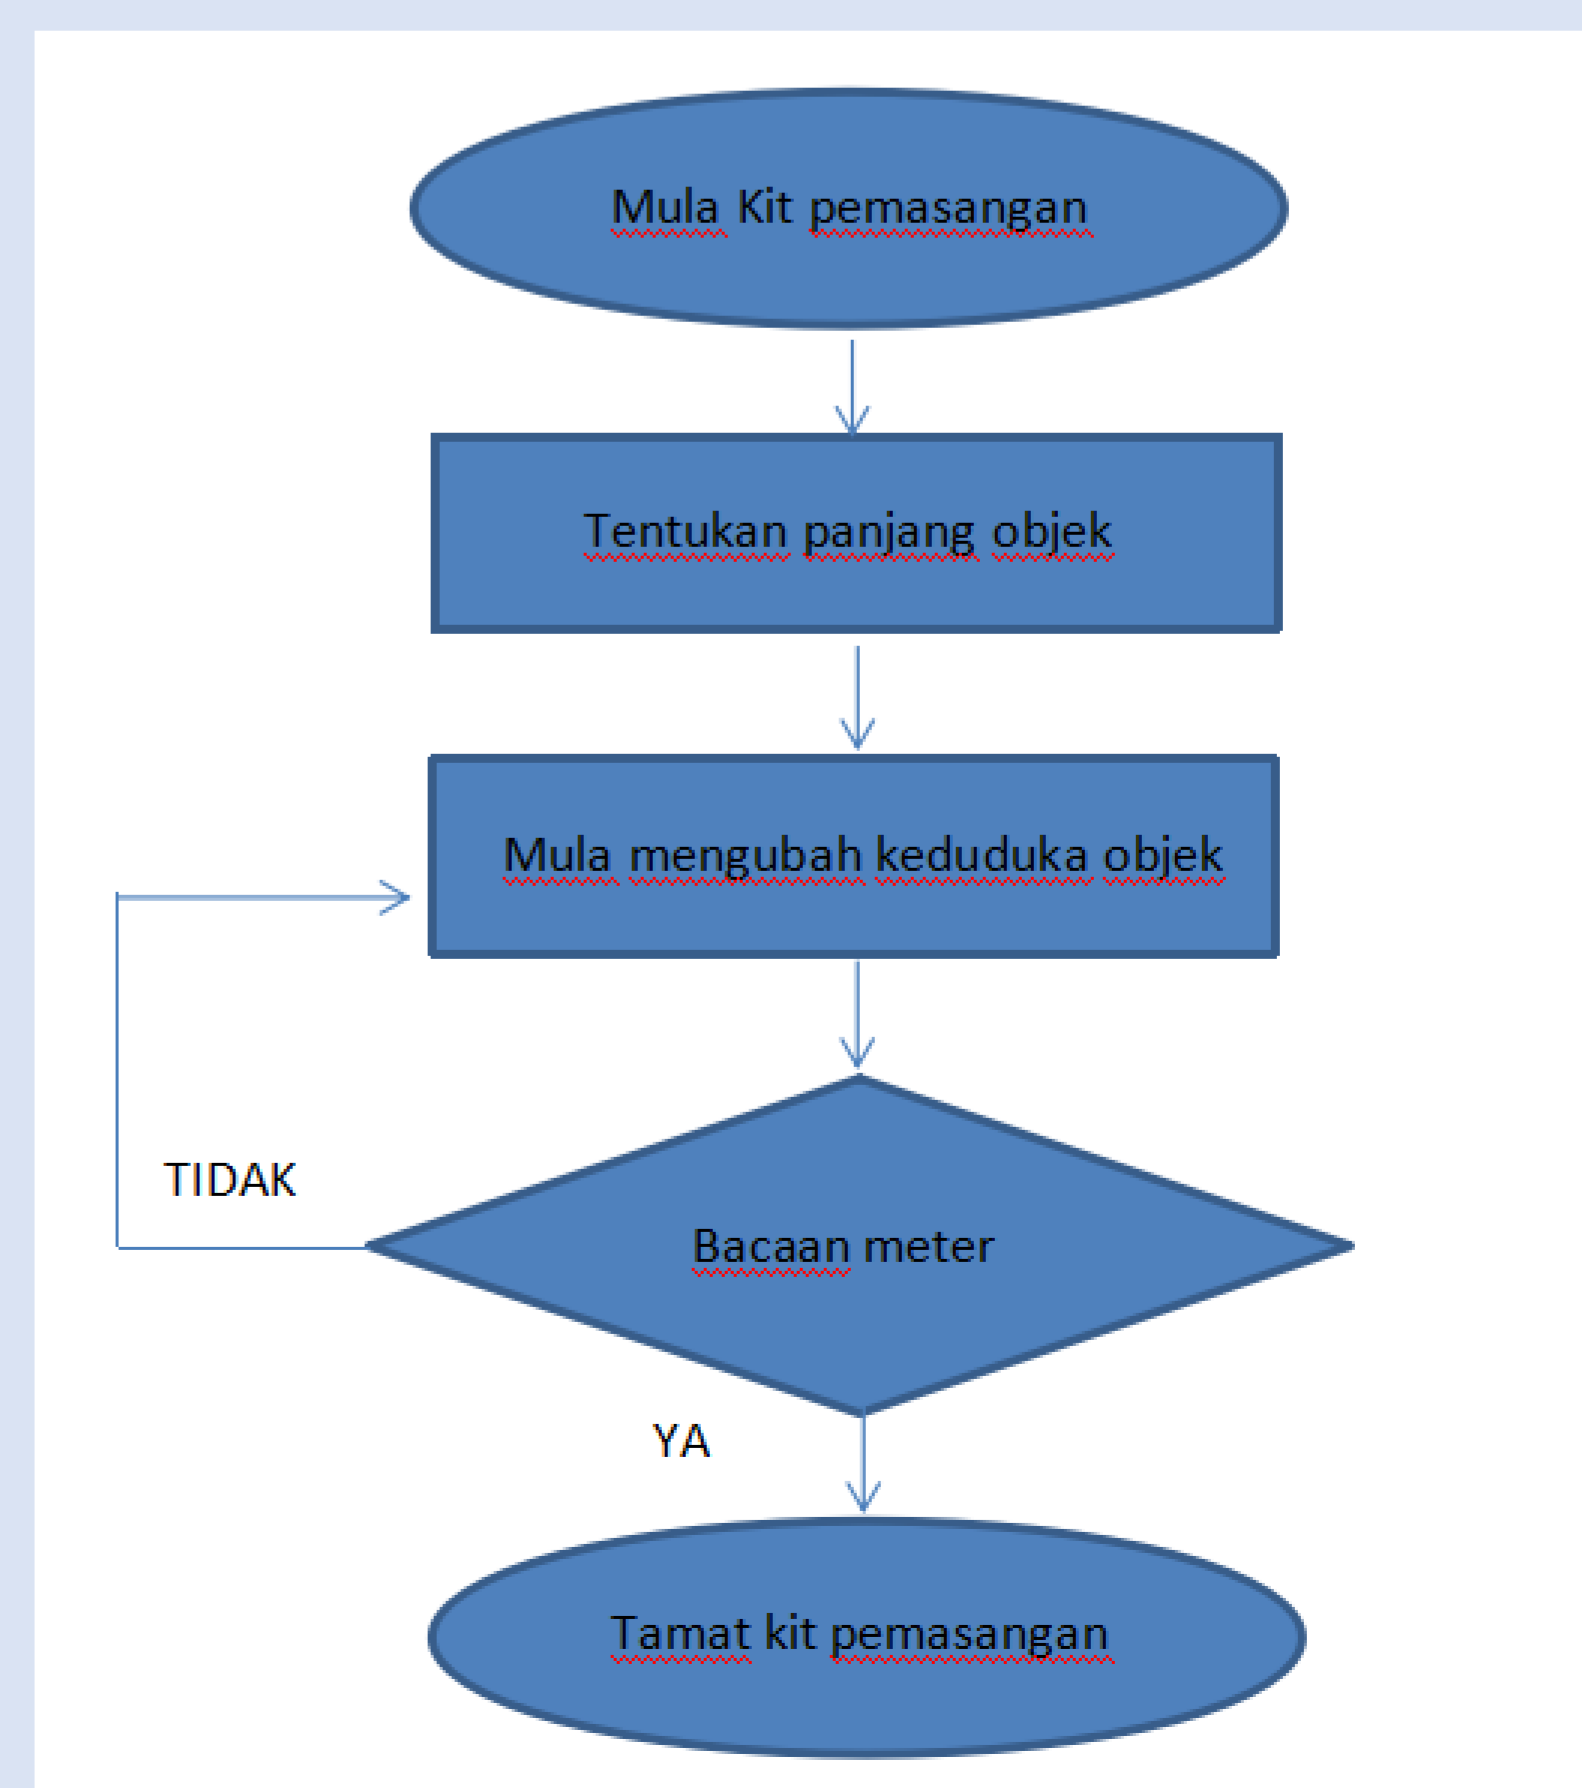 Mula Kit pemasangan
Tentukan panjang objek
Mula mengubah keduduka objek
TIDAK
Bacaan meter
YA
Tamat kit pemasangan